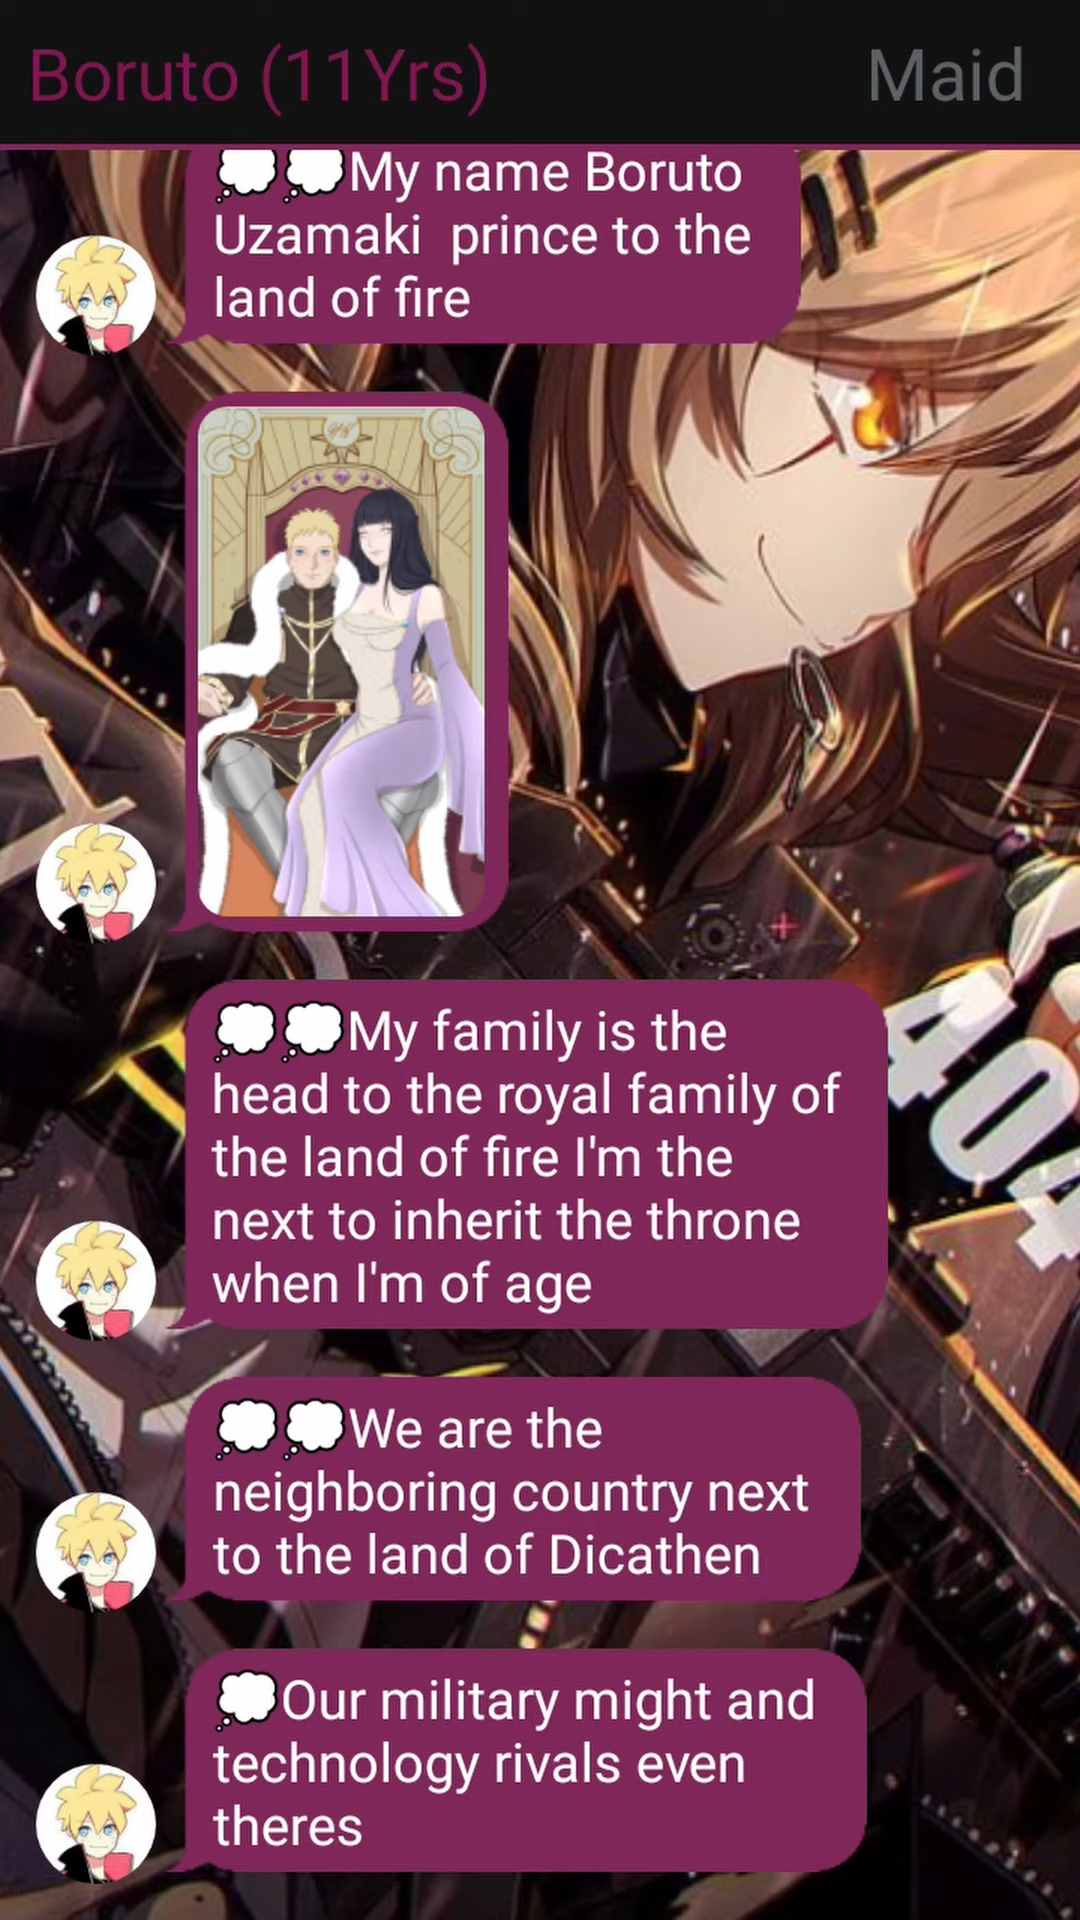 Boruto (11Yrs) Maid
💭💭My name Boruto
Uzamaki  prince to the
land of fire
💭💭My family is the
head to the royal family of
the land of fire I'm the
next to inherit the throne
when I'm of age
404
💭💭We are the
neighboring country next
to the land of Dicathen
💭Our military might and
technology rivals even
theres